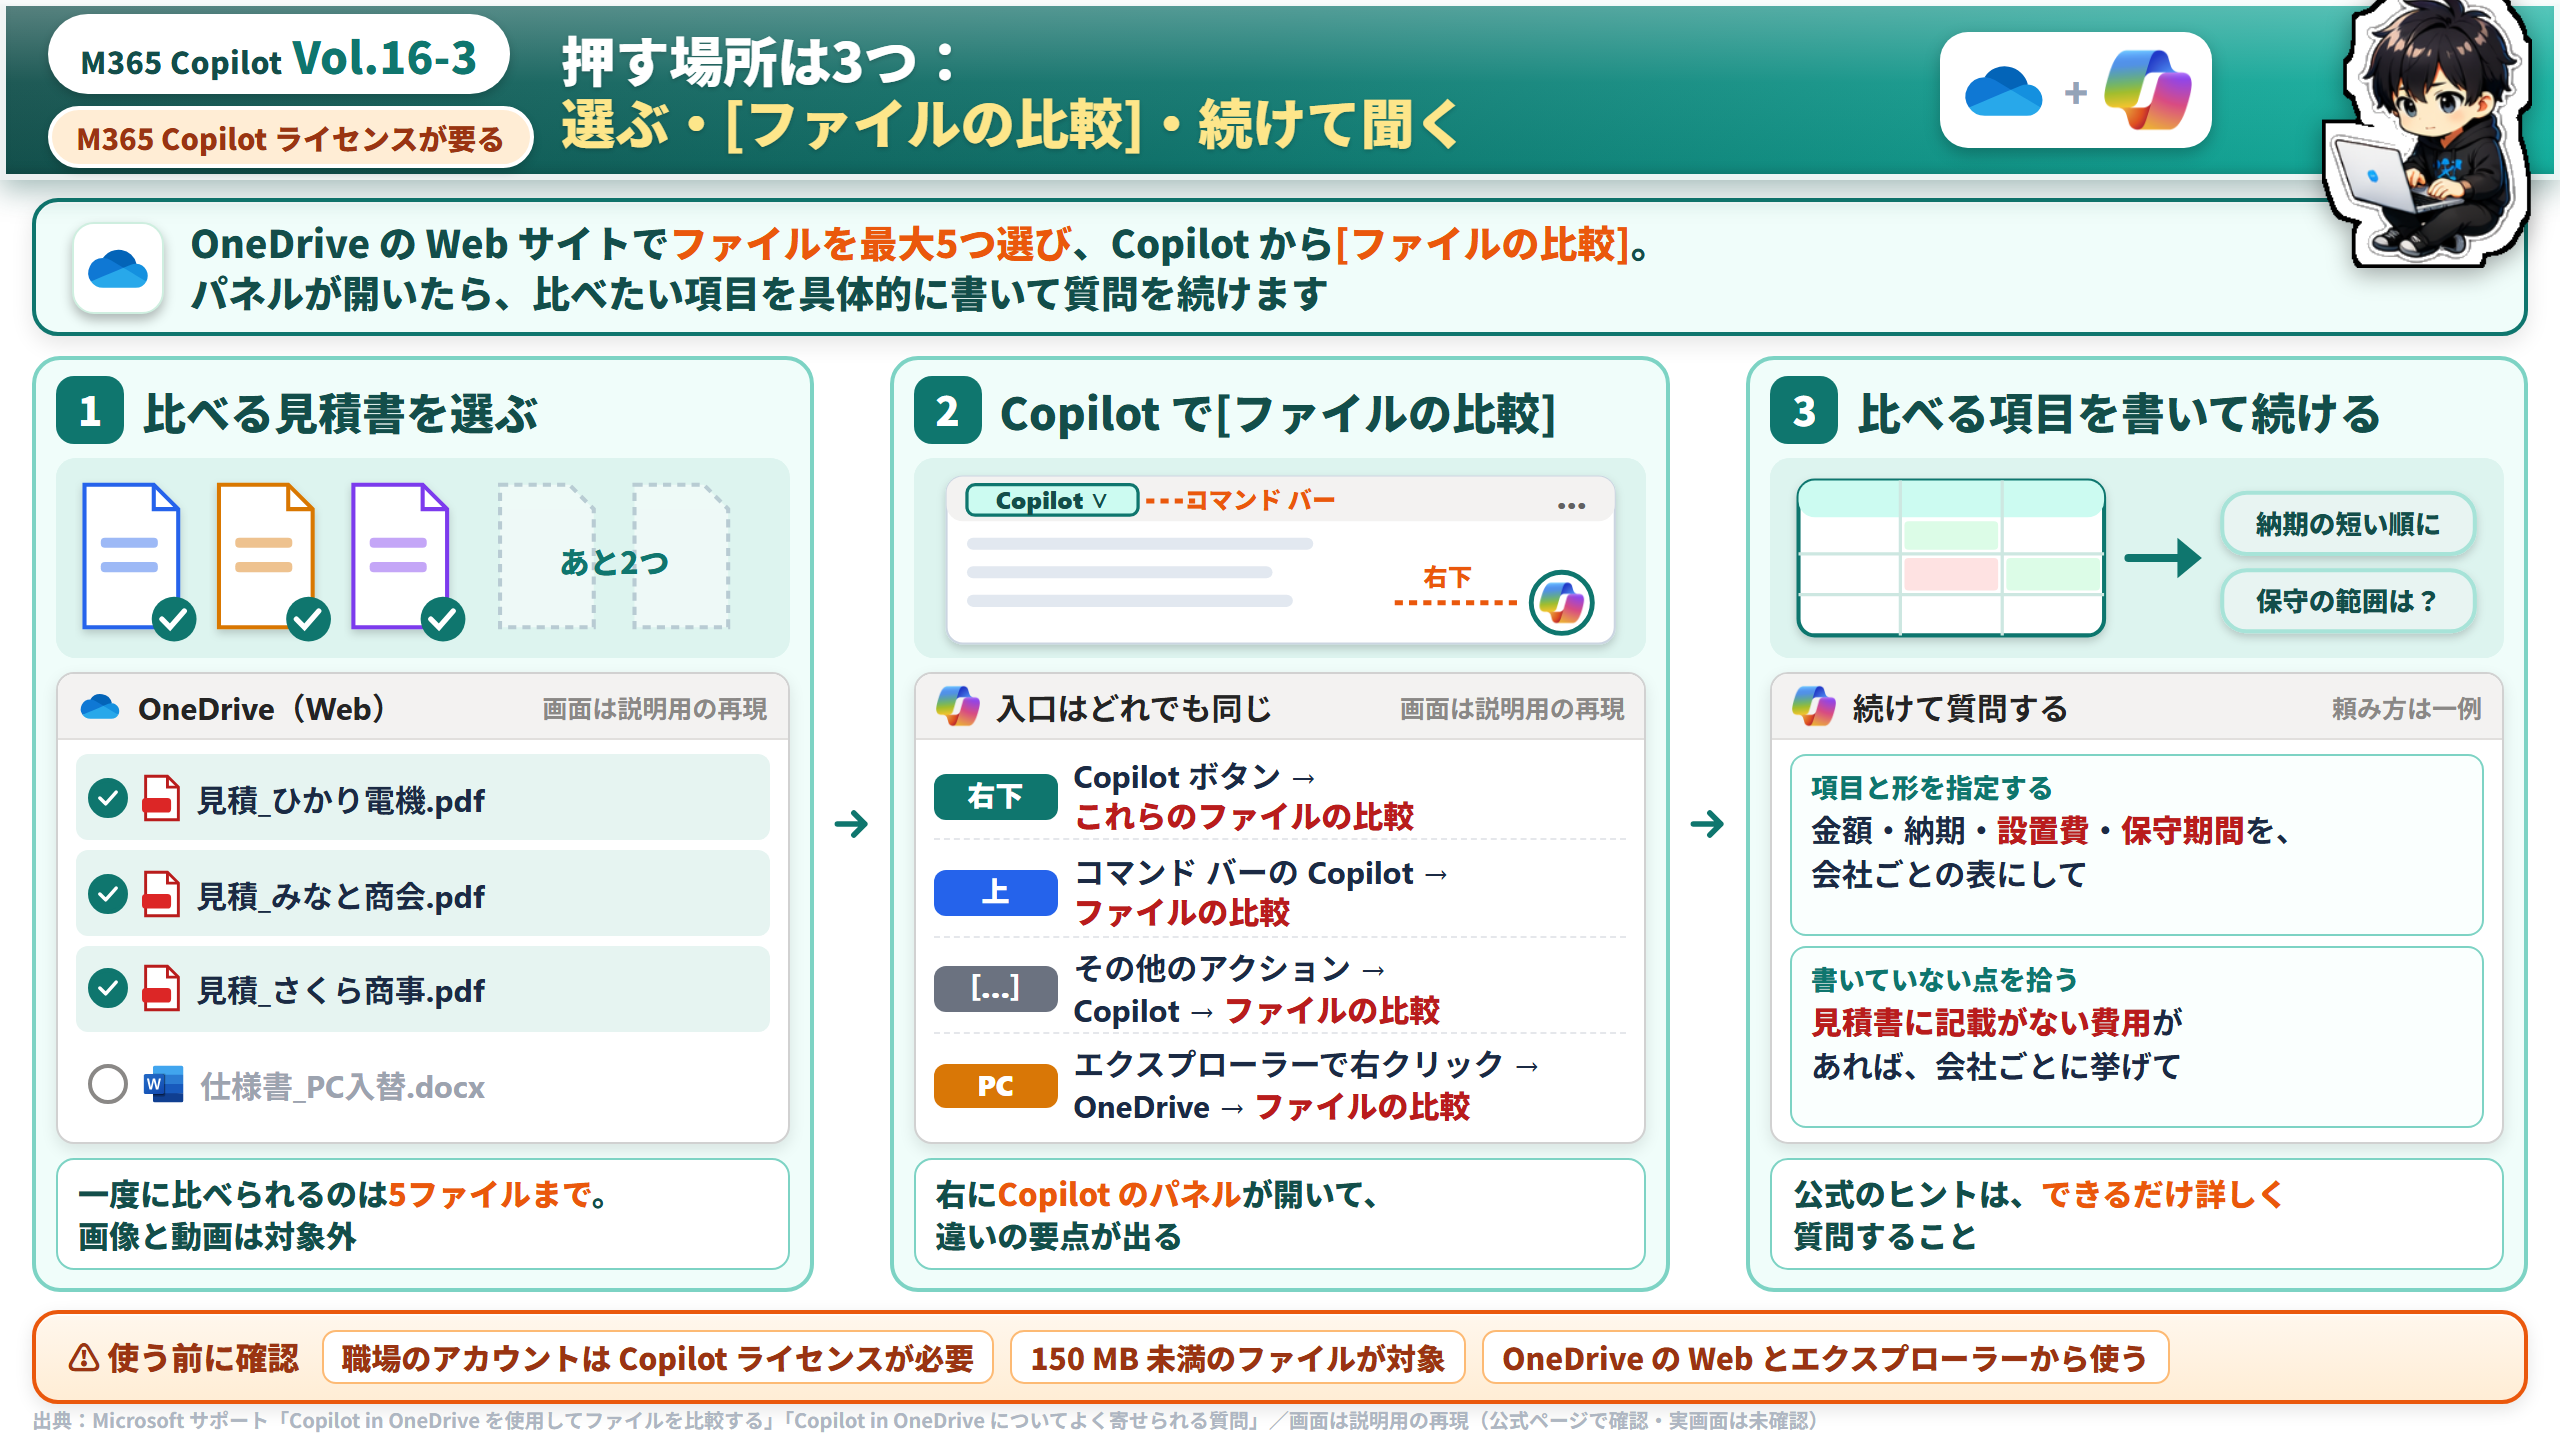 M365 Copilot Vol.16-3
M365 Copilot ライセンスが要る
押す場所は3つ：
選ぶ・[ファイルの比較]・続けて聞く
+
OneDrive の Web サイトでファイルを最大5つ選び、Copilot から[ファイルの比較]。
パネルが開いたら、比べたい項目を具体的に書いて質問を続けます
1 比べる見積書を選ぶ
あと2つ
OneDrive（Web） 画面は説明用の再現
見積_ひかり電機.pdf
見積_みなと商会.pdf
見積_さくら商事.pdf
W 仕様書_PC入替.docx
一度に比べられるのは5ファイルまで。
画像と動画は対象外
2 Copilot で[ファイルの比較]
Copilot ∨ コマンド バー …
右下
入口はどれでも同じ 画面は説明用の再現
右下 Copilot ボタン →
これらのファイルの比較
上 コマンド バーの Copilot →
ファイルの比較
[…] その他のアクション →
Copilot → ファイルの比較
PC エクスプローラーで右クリック →
OneDrive → ファイルの比較
右にCopilot のパネルが開いて、
違いの要点が出る
3 比べる項目を書いて続ける
納期の短い順に
保守の範囲は？
続けて質問する 頼み方は一例
項目と形を指定する
金額・納期・設置費・保守期間を、
会社ごとの表にして
書いていない点を拾う
見積書に記載がない費用が
あれば、会社ごとに挙げて
公式のヒントは、できるだけ詳しく
質問すること
⚠ 使う前に確認 職場のアカウントは Copilot ライセンスが必要 150 MB 未満のファイルが対象 OneDrive の Web とエクスプローラーから使う
出典：Microsoft サポート「Copilot in OneDrive を使用してファイルを比較する」「Copilot in OneDrive についてよく寄せられる質問」／画面は説明用の再現（公式ページで確認・実画面は未確認）